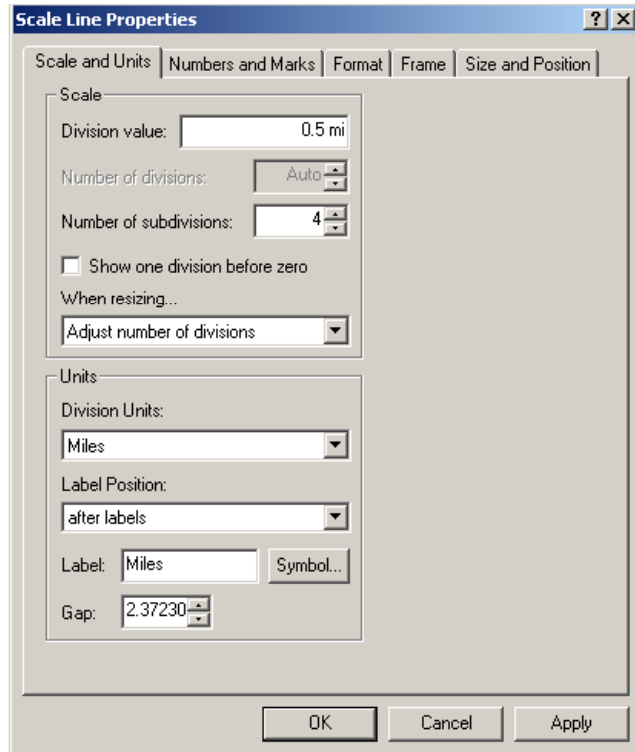 Scale Line Properties
Scale and Units Numbers and Marks Format Frame Size and Position
Scale
Division value: 0.5 mi
Number of divisions: Auto
Number of subdivisions: 4
Show one division before zero
When resizing...
Adjust number of divisions
Units
Division Units:
Miles
Label Position:
after labels
Label: Miles Symbol...
Gap: 2.37230
OK Cancel Apply